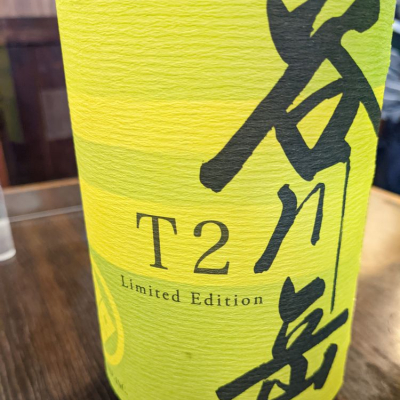 谷川岳
T2
Limited Edition